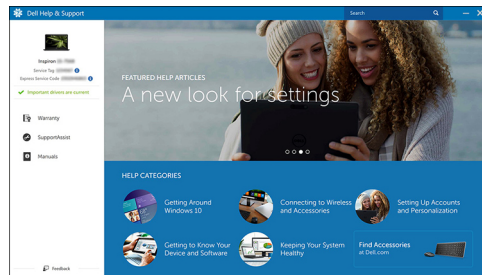 Dell Help & Support
Search
Inspiron
Service Tag
Express Service Code
Important drivers are current
Warranty
SupportAssist
Manuals
Feedback
FEATURED HELP ARTICLES
A new look for settings
HELP CATEGORIES
Getting Around
Windows 10
Connecting to Wireless
and Accessories
Setting Up Accounts
and Personalization
Getting to Know Your
Device and Software
Keeping Your System
Healthy
Find Accessories
at Dell.com